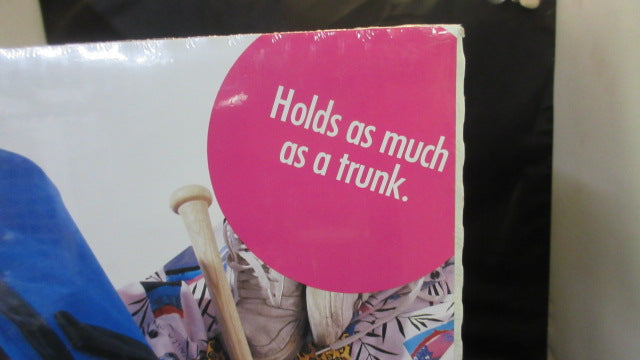 Holds as much
as a trunk.